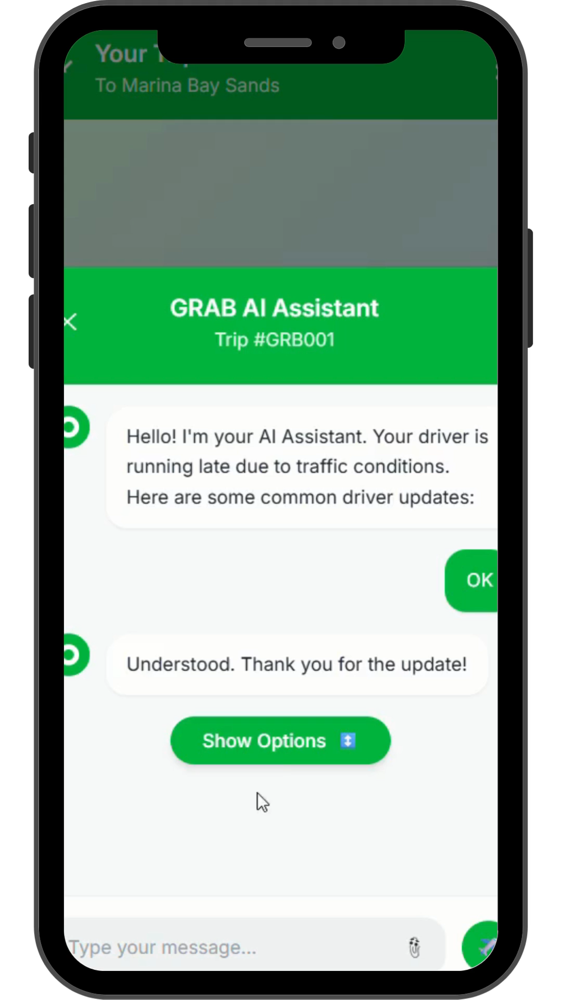 Your
To Marina Bay Sands
GRAB AI Assistant
Trip #GRB001
Hello! I'm your AI Assistant. Your driver is
running late due to traffic conditions.
Here are some common driver updates:
OK
Understood. Thank you for the update!
Show Options
Type your message...